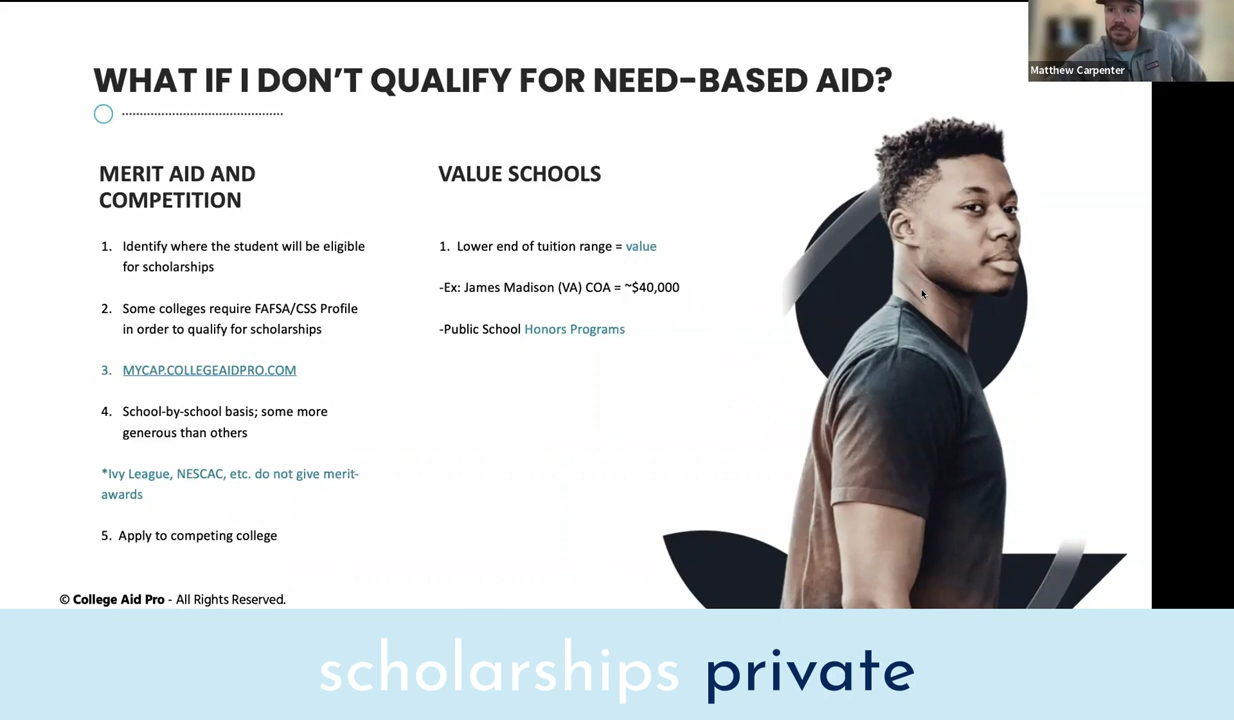 Matthew Carpenter
WHAT IF I DON'T QUALIFY FOR NEED-BASED AID?
MERIT AID AND
COMPETITION
1. Identify where the student will be eligible
for scholarships
2. Some colleges require FAFSA/CSS Profile
in order to qualify for scholarships
3. MYCAP.COLLEGEAIDPRO.COM
4. School-by-school basis; some more
generous than others
*Ivy League, NESCAC, etc. do not give merit-
awards
5. Apply to competing college
VALUE SCHOOLS
1. Lower end of tuition range = value
-Ex: James Madison (VA) COA = ~$40,000
-Public School Honors Programs
© College Aid Pro - All Rights Reserved.
scholarships private